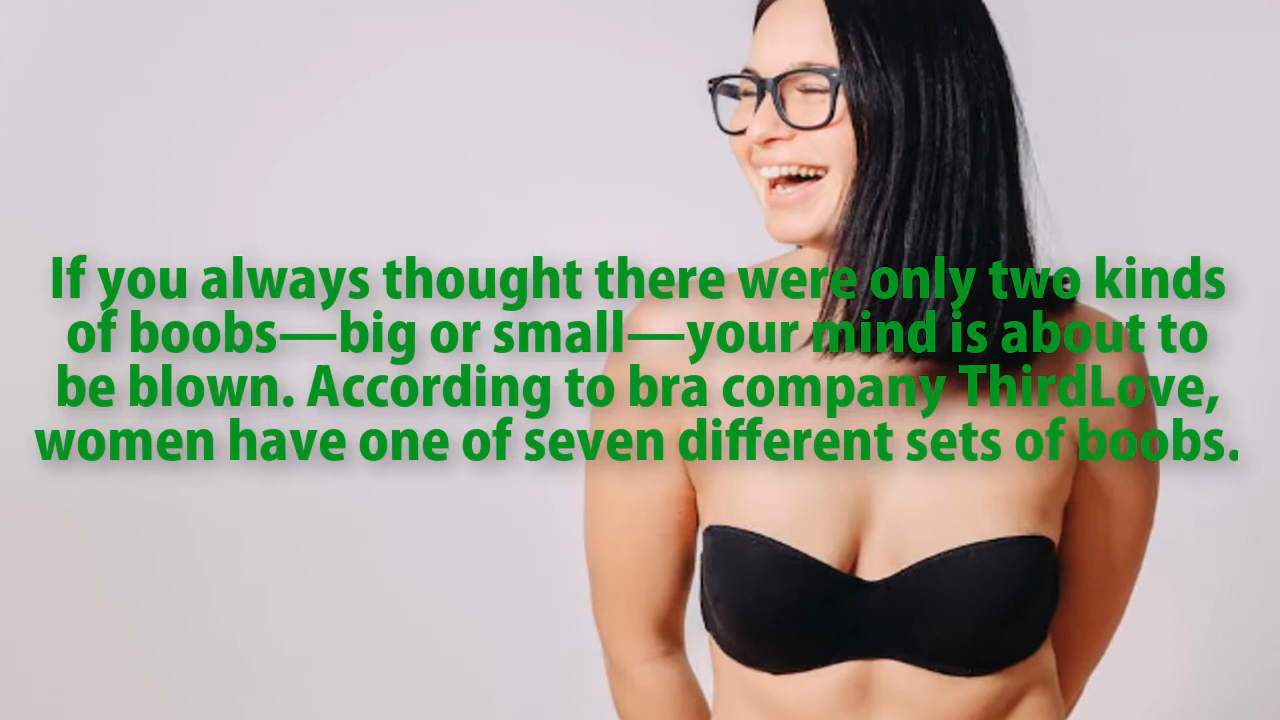 If you always thought there were only two kinds
of boobs—big or small—your mind is about to
be blown. According to bra company ThirdLove,
women have one of seven different sets of boobs.